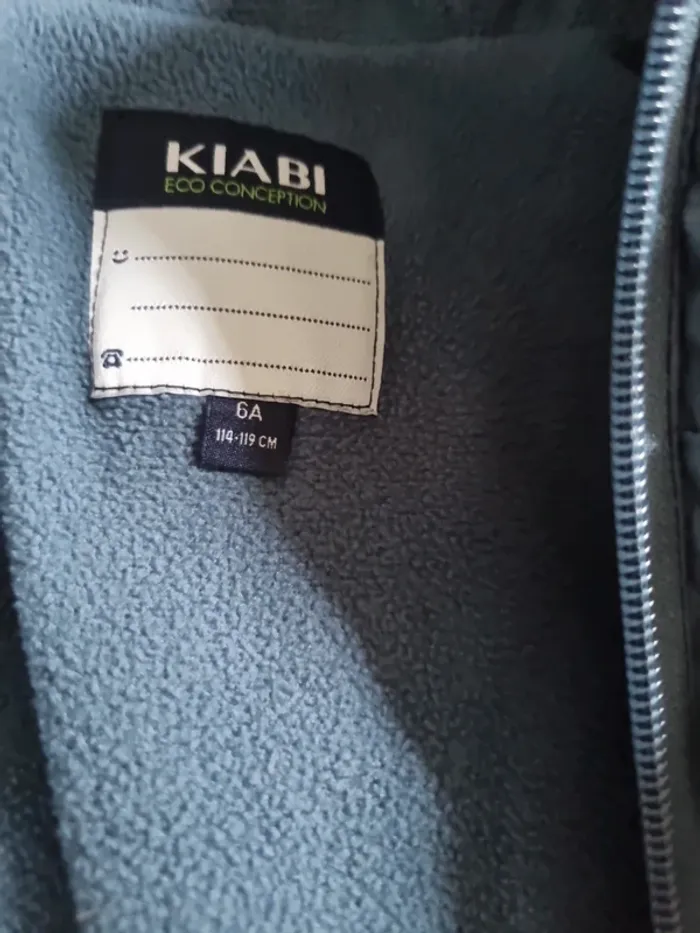 KIABI
ECO CONCEPTION
6A
114-119 CM